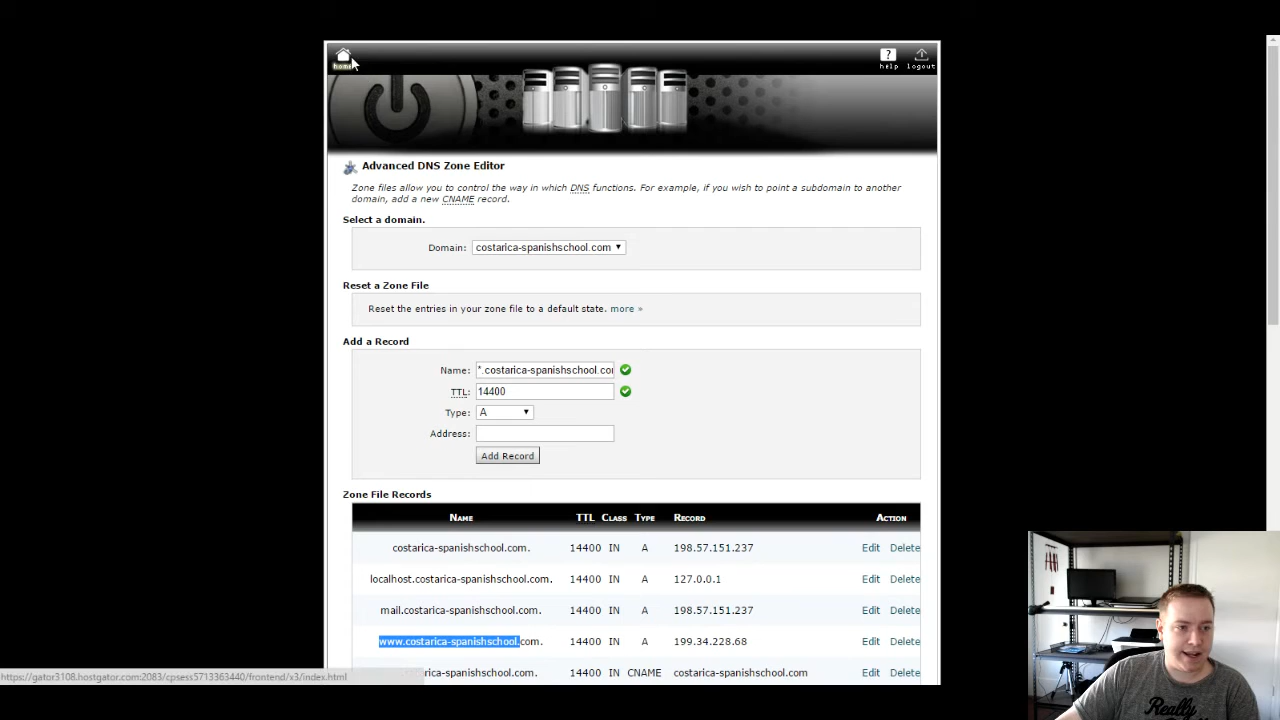 home
help
logout
Advanced DNS Zone Editor
Zone files allow you to control the way in which DNS functions. For example, if you wish to point a subdomain to another
domain, add a new CNAME record.
Select a domain.
Domain: costarica-spanishschool.com
Reset a Zone File
Reset the entries in your zone file to a default state. more »
Add a Record
Name: *.costarica-spanishschool.co
TTL: 14400
Type: A
Address:
Add Record
Zone File Records
NAME TTL CLASS TYPE RECORD ACTION
costarica-spanishschool.com. 14400 IN A 198.57.151.237 Edit Delete
localhost.costarica-spanishschool.com. 14400 IN A 127.0.0.1 Edit Delete
mail.costarica-spanishschool.com. 14400 IN A 198.57.151.237 Edit Delete
www.costarica-spanishschool.com. 14400 IN A 199.34.228.68 Edit Delete
rica-spanishschool.com. 14400 IN CNAME costarica-spanishschool.com Edit Delete
https://gator3108.hostgator.com:2083/cpsess5713363440/frontend/x3/index.html
Really